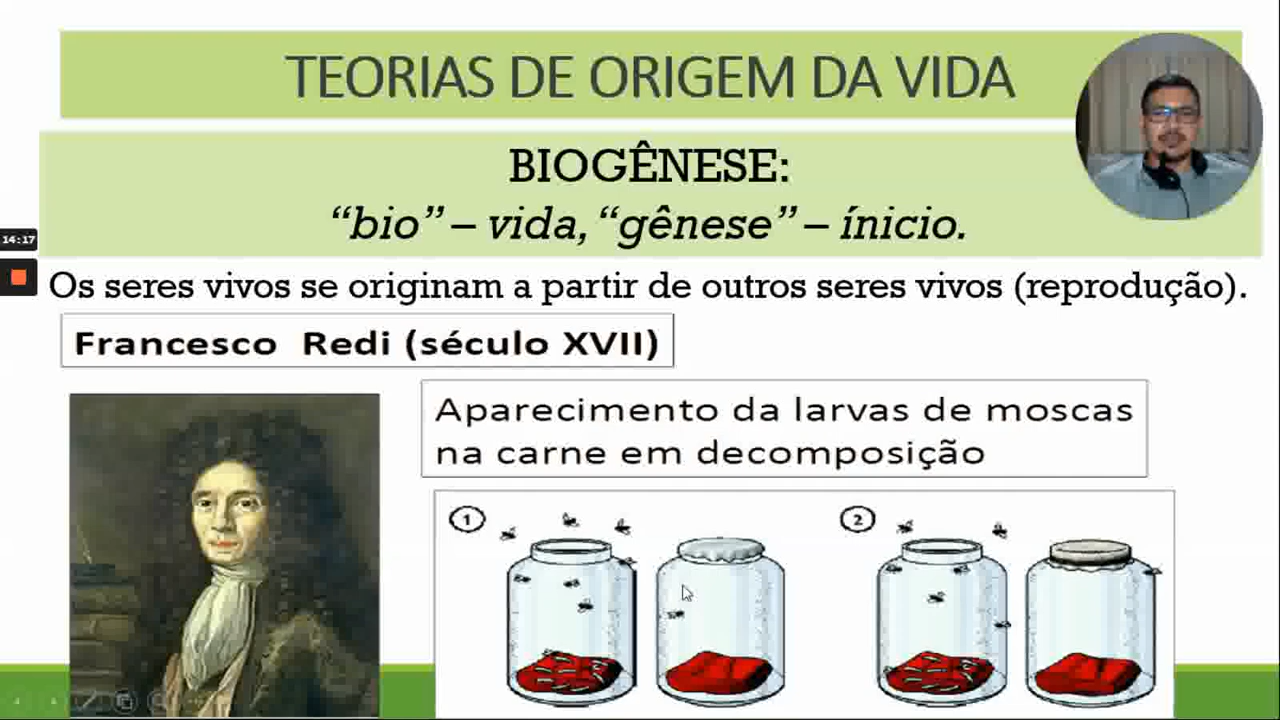 TEORIAS DE ORIGEM DA VIDA
BIOGÊNESE:
“bio” – vida, “gênese” – ínicio.
14:17
Os seres vivos se originam a partir de outros seres vivos (reprodução).
Francesco Redi (século XVII)
Aparecimento da larvas de moscas
na carne em decomposição
1
2